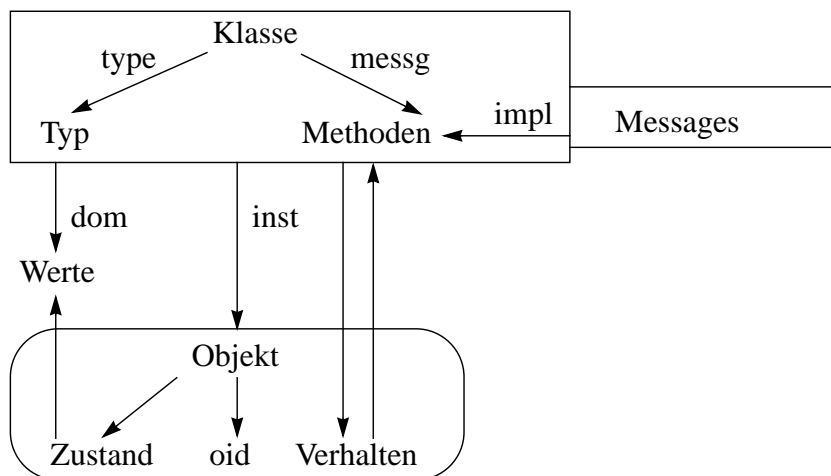 Klasse
type messg
Typ Methoden impl Messages
dom inst
Werte
Objekt
Zustand oid Verhalten